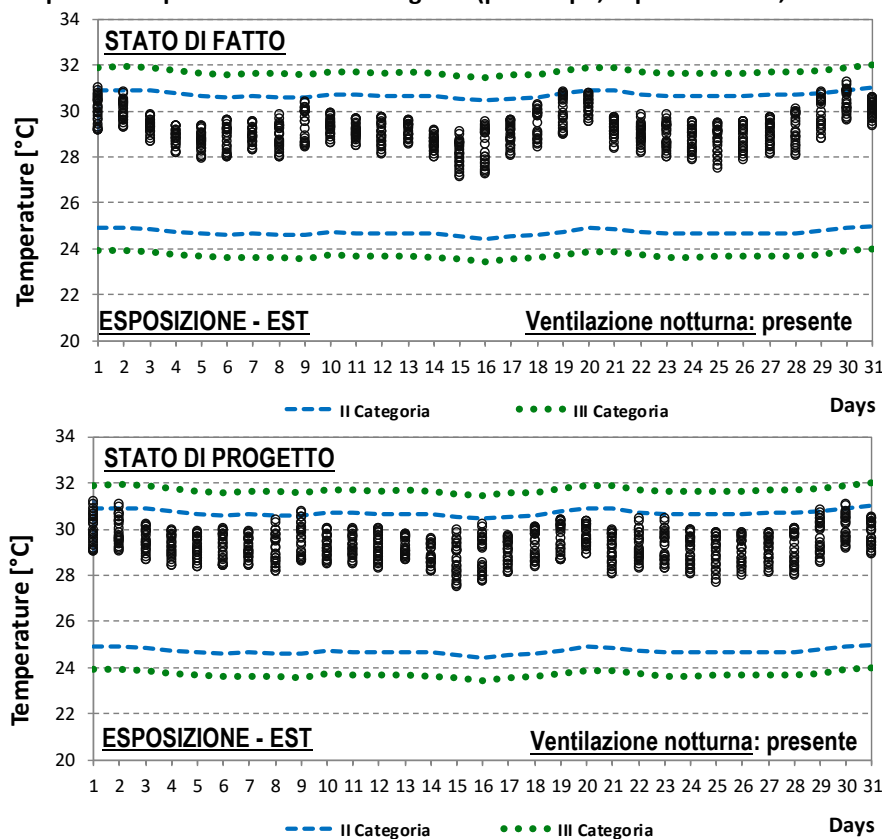 34
32
30
28
26
24
22
20
Temperature [°C]
STATO DI FATTO
ESPOSIZIONE - EST
Ventilazione notturna: presente
1 2 3 4 5 6 7 8 9 10 11 12 13 14 15 16 17 18 19 20 21 22 23 24 25 26 27 28 29 30 31
II Categoria
III Categoria
Days
34
32
30
28
26
24
22
20
Temperature [°C]
STATO DI PROGETTO
ESPOSIZIONE - EST
Ventilazione notturna: presente
1 2 3 4 5 6 7 8 9 10 11 12 13 14 15 16 17 18 19 20 21 22 23 24 25 26 27 28 29 30 31
II Categoria
III Categoria
Days